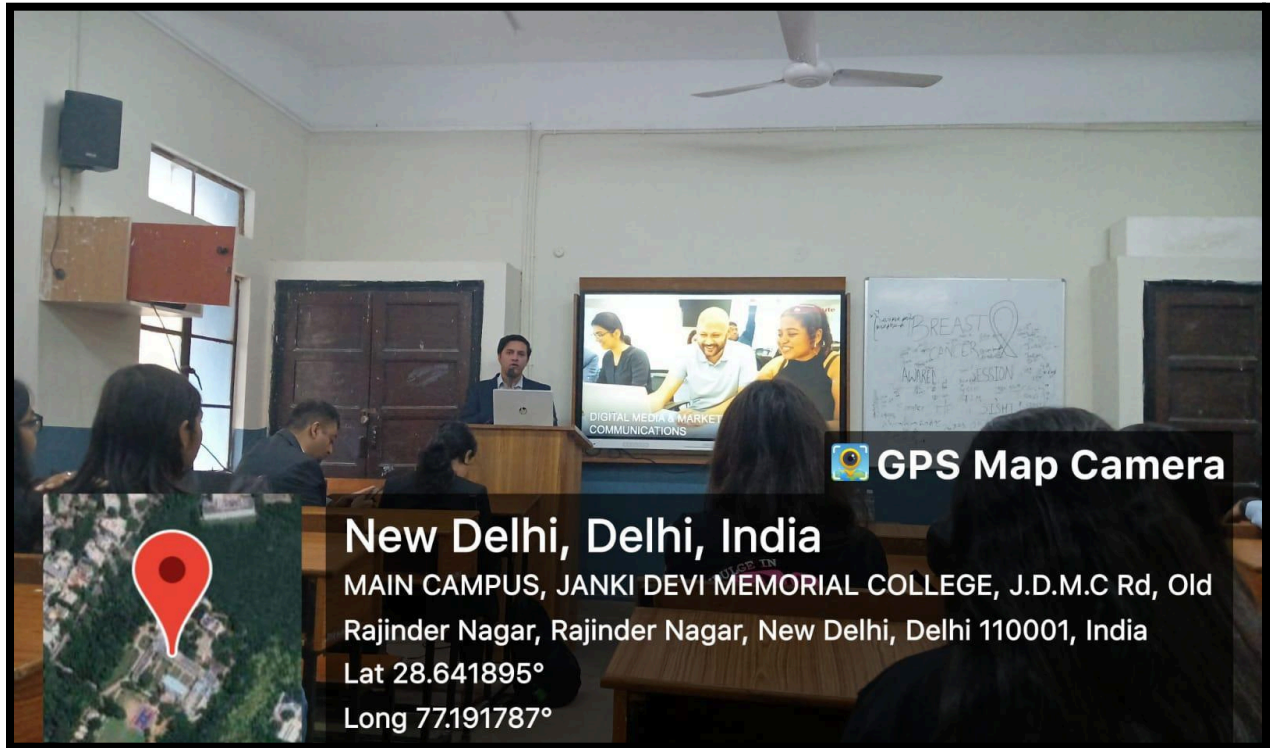 DIGITAL MEDIA & MARKET
COMMUNICATIONS
BREAST
CANCER
SESSION
GPS Map Camera
New Delhi, Delhi, India
MAIN CAMPUS, JANKI DEVI MEMORIAL COLLEGE, J.D.M.C Rd, Old
Rajinder Nagar, Rajinder Nagar, New Delhi, Delhi 110001, India
Lat 28.641895°
Long 77.191787°